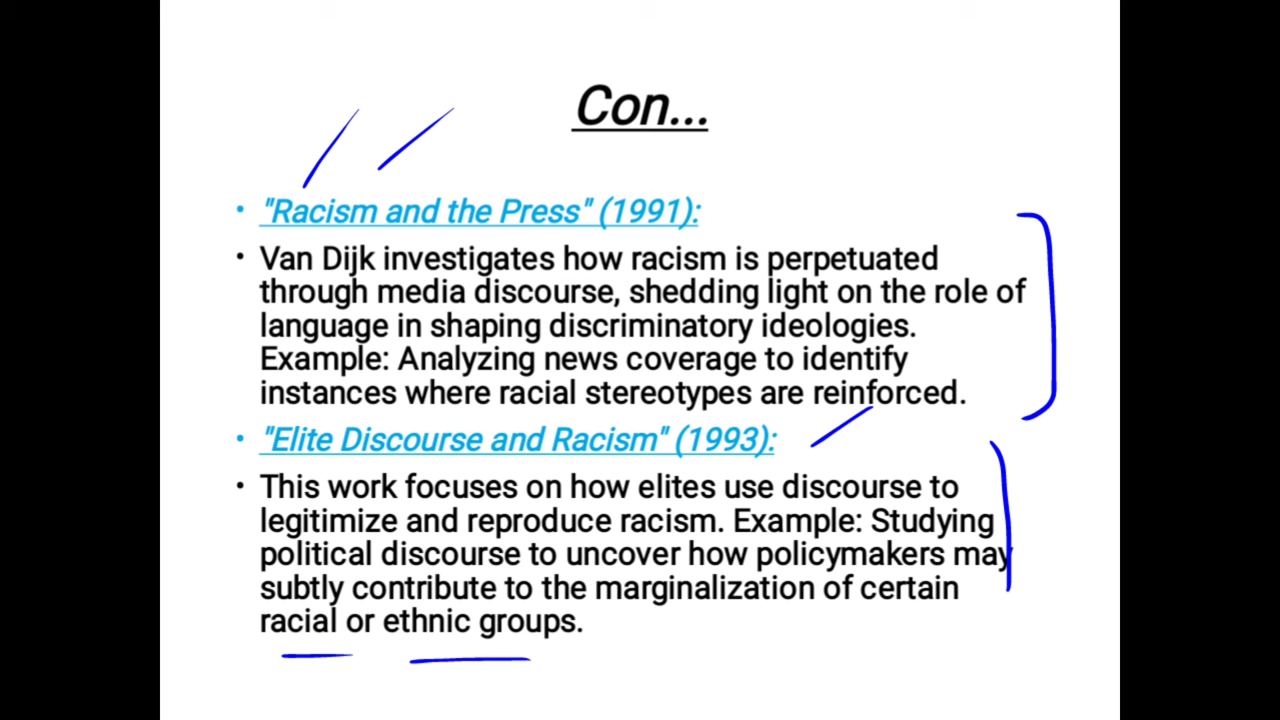 Con...
• "Racism and the Press" (1991):
• Van Dijk investigates how racism is perpetuated
through media discourse, shedding light on the role of
language in shaping discriminatory ideologies.
Example: Analyzing news coverage to identify
instances where racial stereotypes are reinforced.
• "Elite Discourse and Racism" (1993):
• This work focuses on how elites use discourse to
legitimize and reproduce racism. Example: Studying
political discourse to uncover how policymakers may
subtly contribute to the marginalization of certain
racial or ethnic groups.